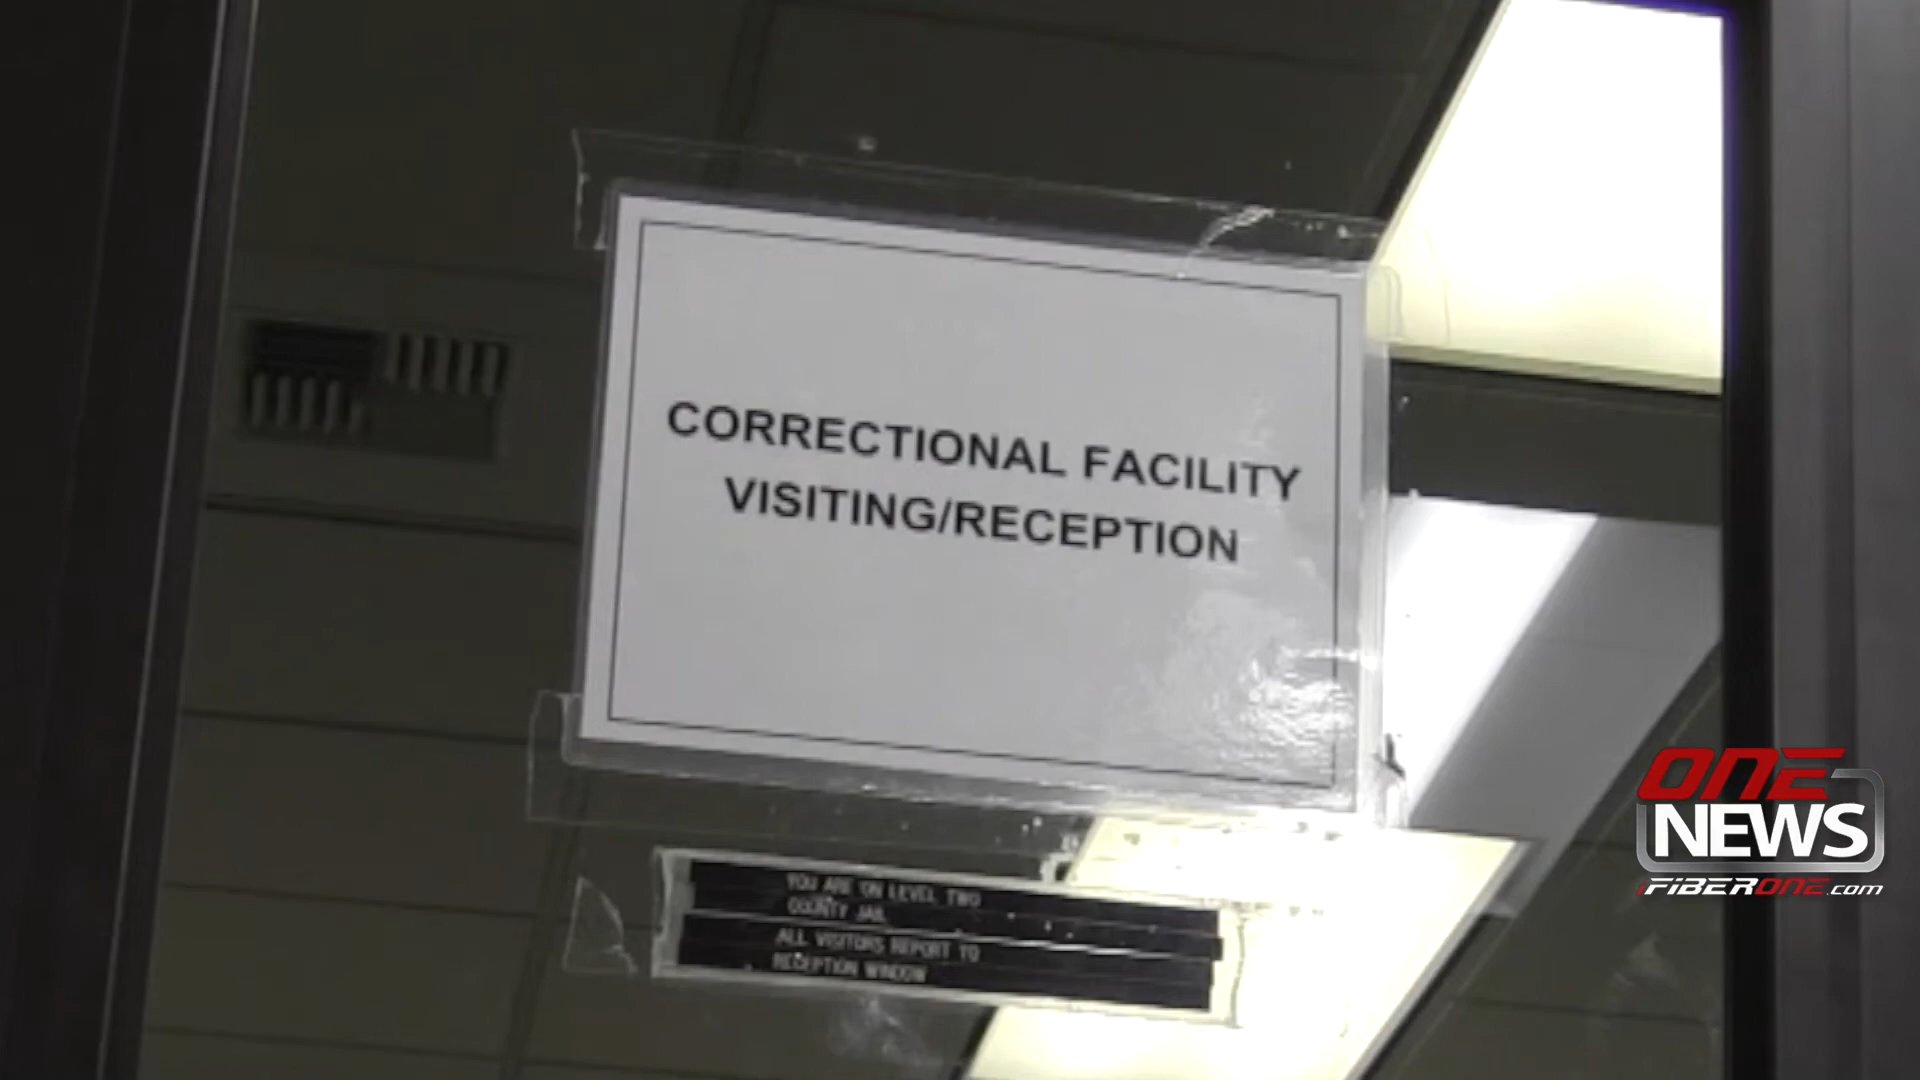 CORRECTIONAL FACILITY
VISITING/RECEPTION
YOU ARE ON LEVEL TWO
COUNTY JAIL
ALL VISITORS REPORT TO
RECEPTION WINDOW
ONE
NEWS
iFIBERONE.com